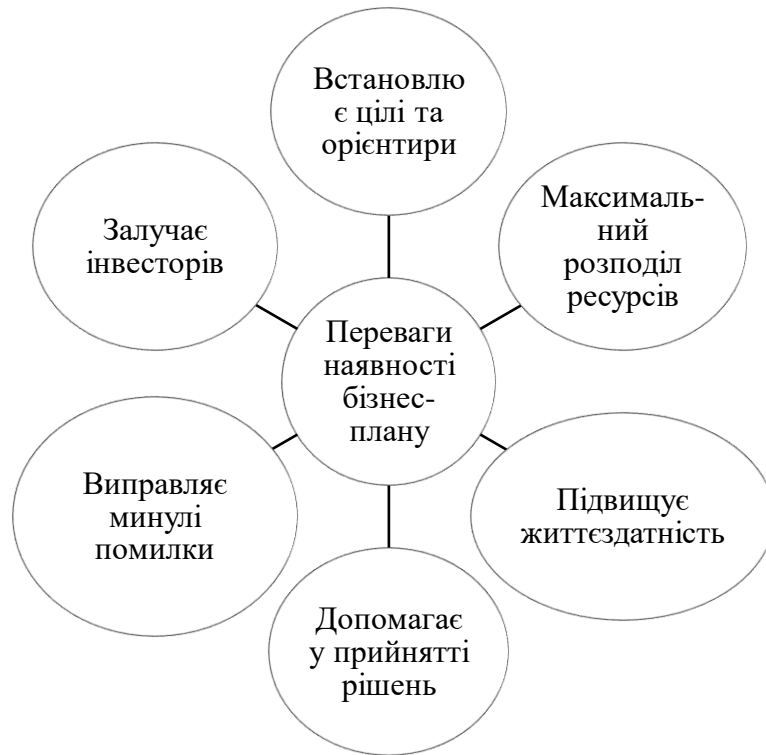 Встановлю
є цілі та
орієнтири
Максималь-
ний
розподіл
ресурсів
Підвищує
життєздатність
Допомагає
у прийнятті
рішень
Виправляє
минулі
помилки
Залучає
інвесторів
Переваги
наявності
бізнес-
плану